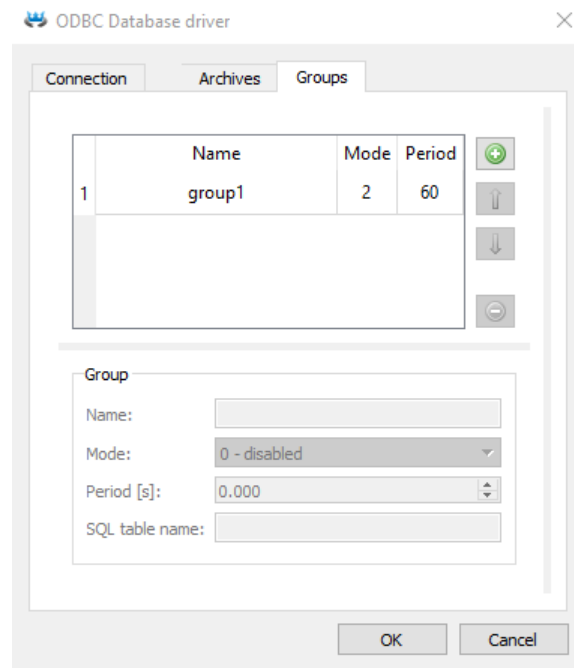 ODBC Database driver
Connection Archives Groups
Name Mode Period
1 group1 2 60
Group
Name:
Mode: 0 - disabled
Period [s]: 0.000
SQL table name:
OK Cancel